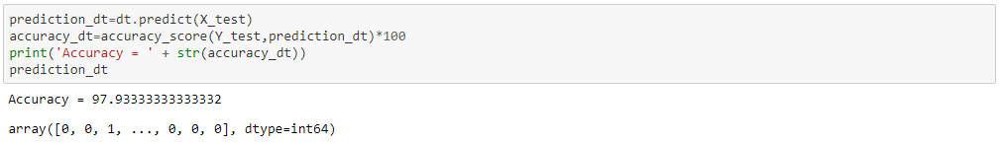 prediction_dt=dt.predict(X_test)
accuracy_dt=accuracy_score(Y_test,prediction_dt)*100
print('Accuracy = ' + str(accuracy_dt))
prediction_dt
Accuracy = 97.93333333333332
array([0, 0, 1, ..., 0, 0, 0], dtype=int64)